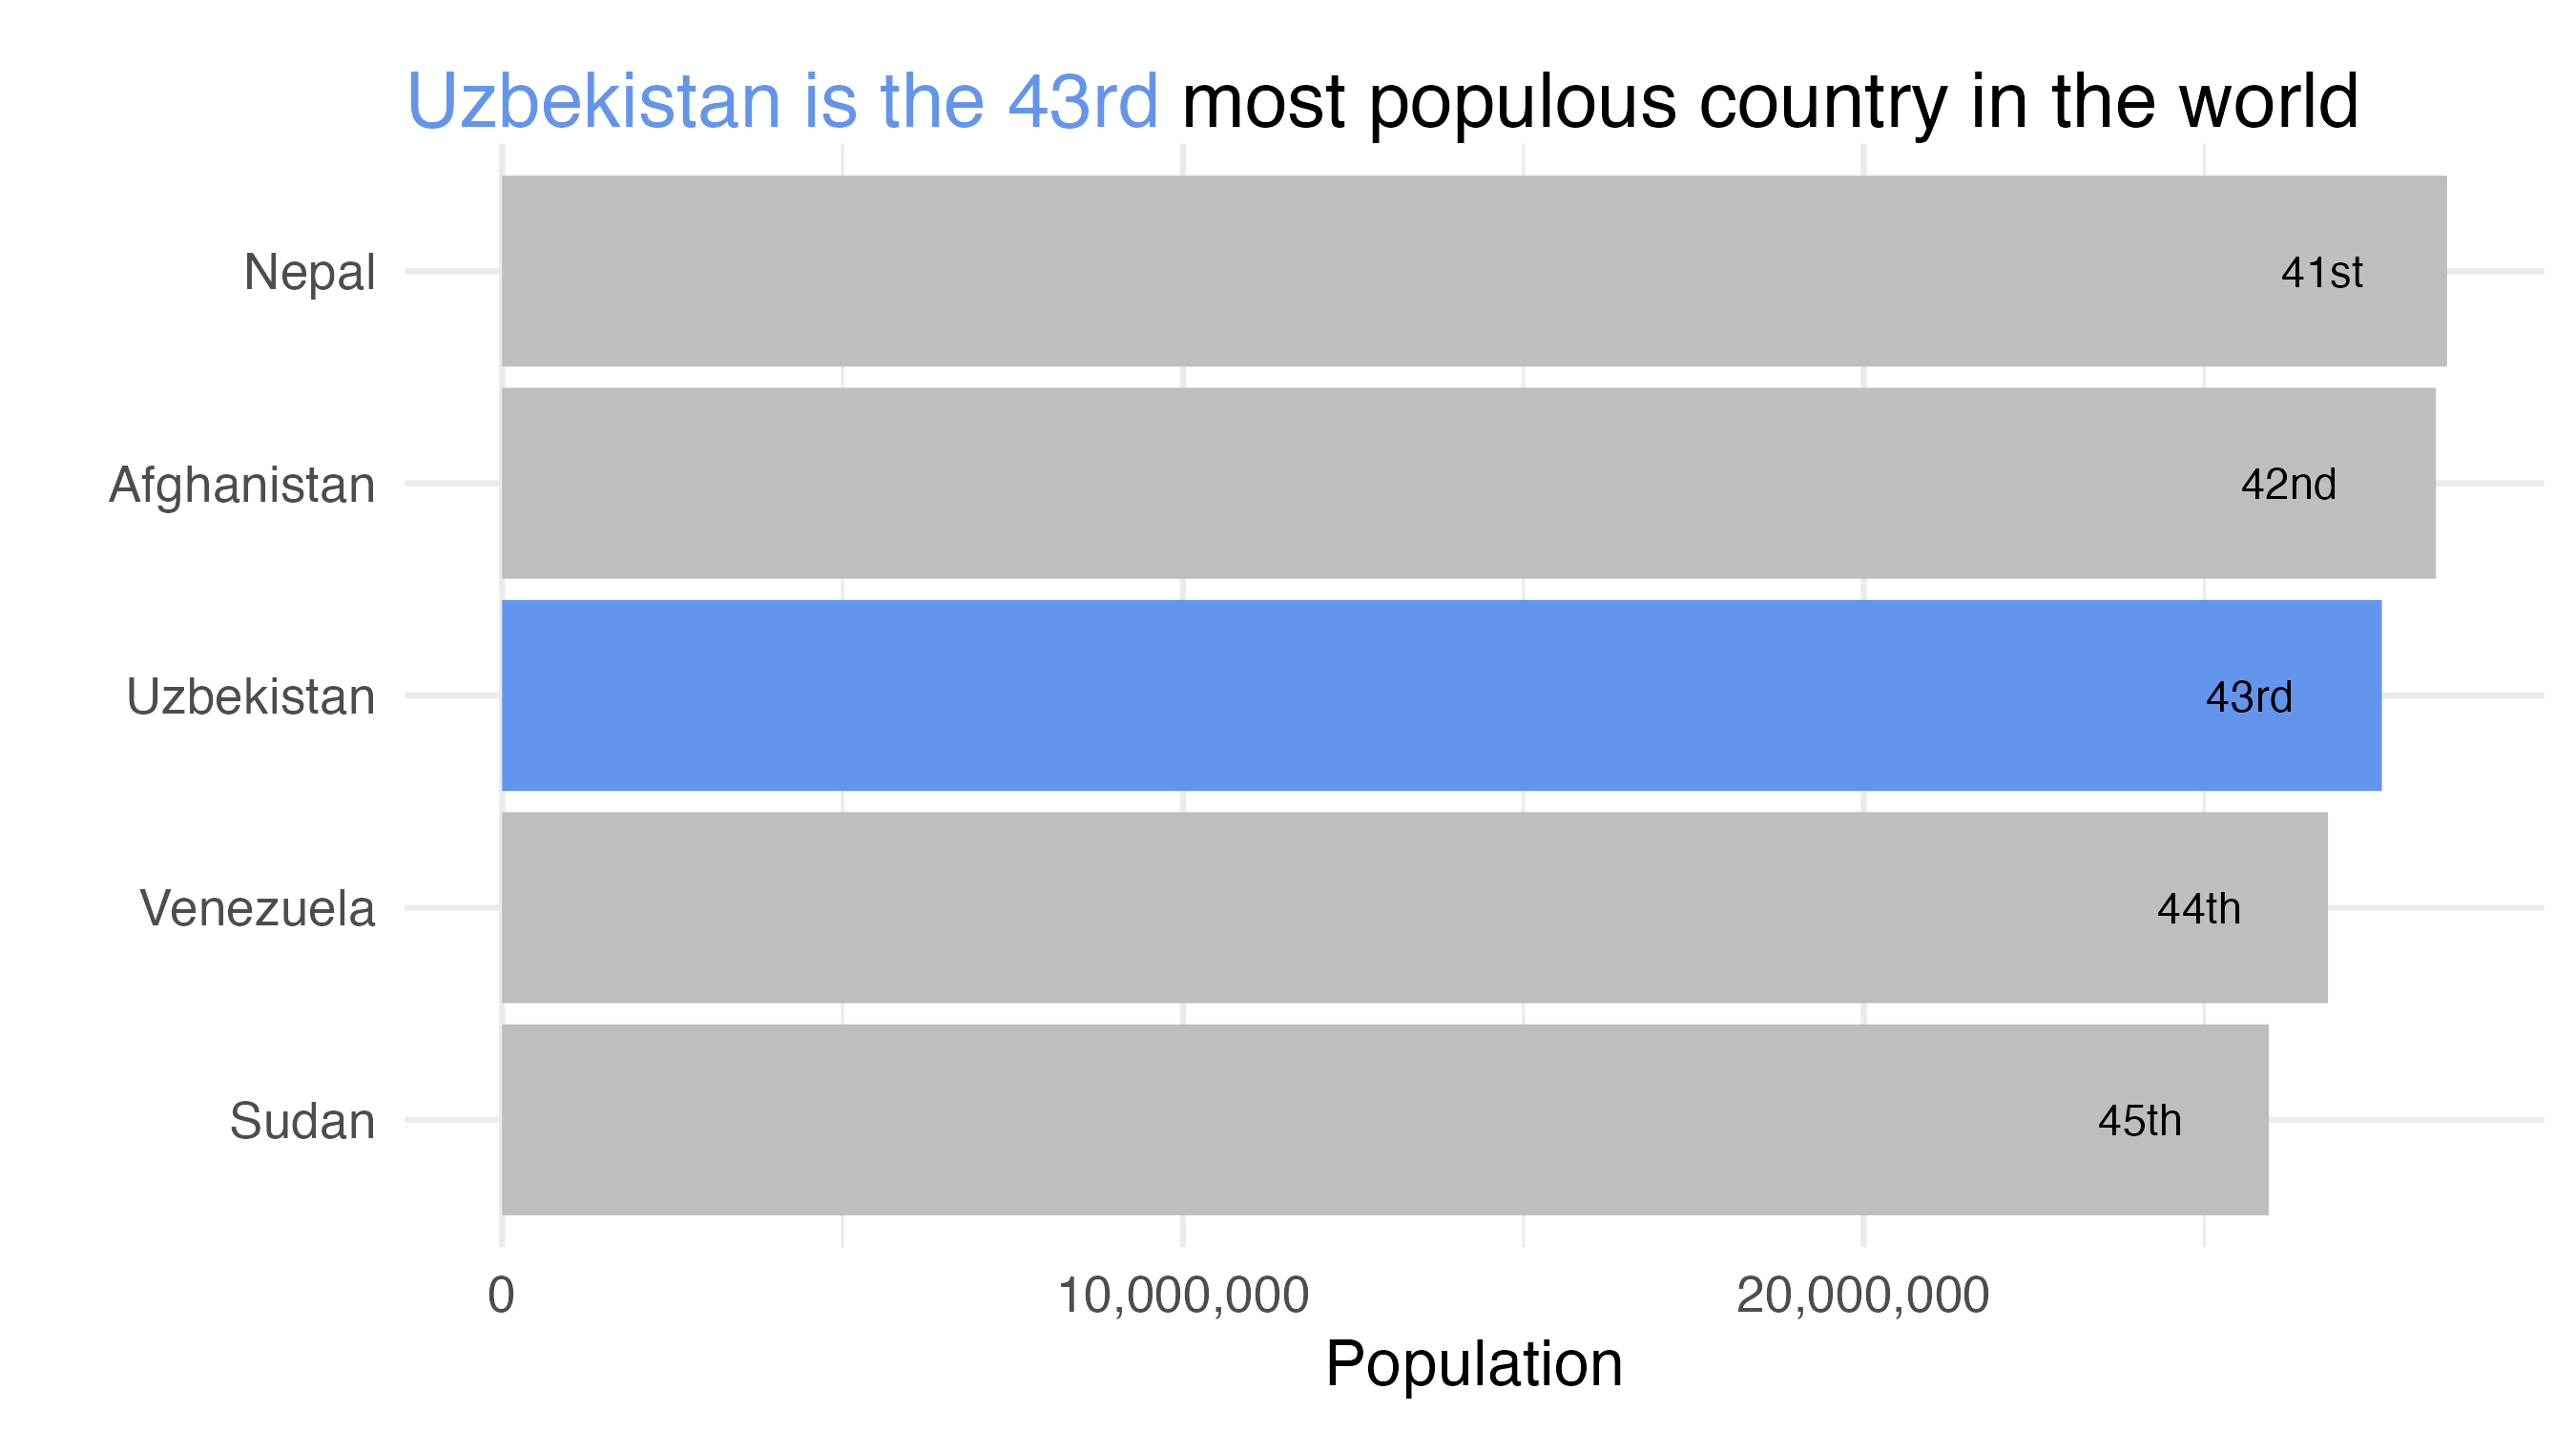 Uzbekistan is the 43rd most populous country in the world
Nepal 41st
Afghanistan 42nd
Uzbekistan 43rd
Venezuela 44th
Sudan 45th
0 10,000,000 20,000,000
Population